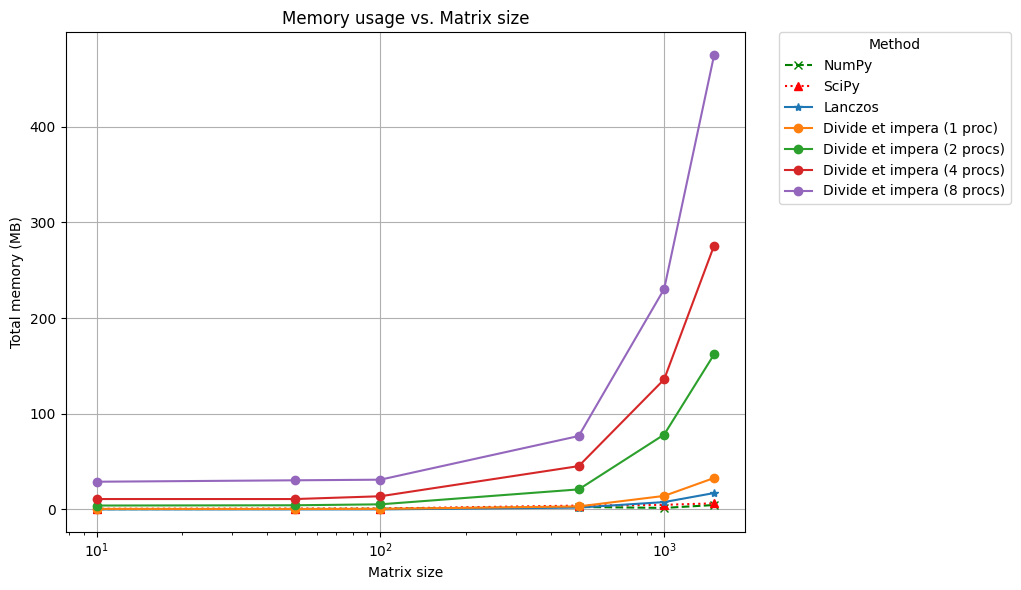 Memory usage vs. Matrix size
Total memory (MB)
400
300
200
100
0
10¹
10²
10³
Matrix size
Method
NumPy
SciPy
Lanczos
Divide et impera (1 proc)
Divide et impera (2 procs)
Divide et impera (4 procs)
Divide et impera (8 procs)